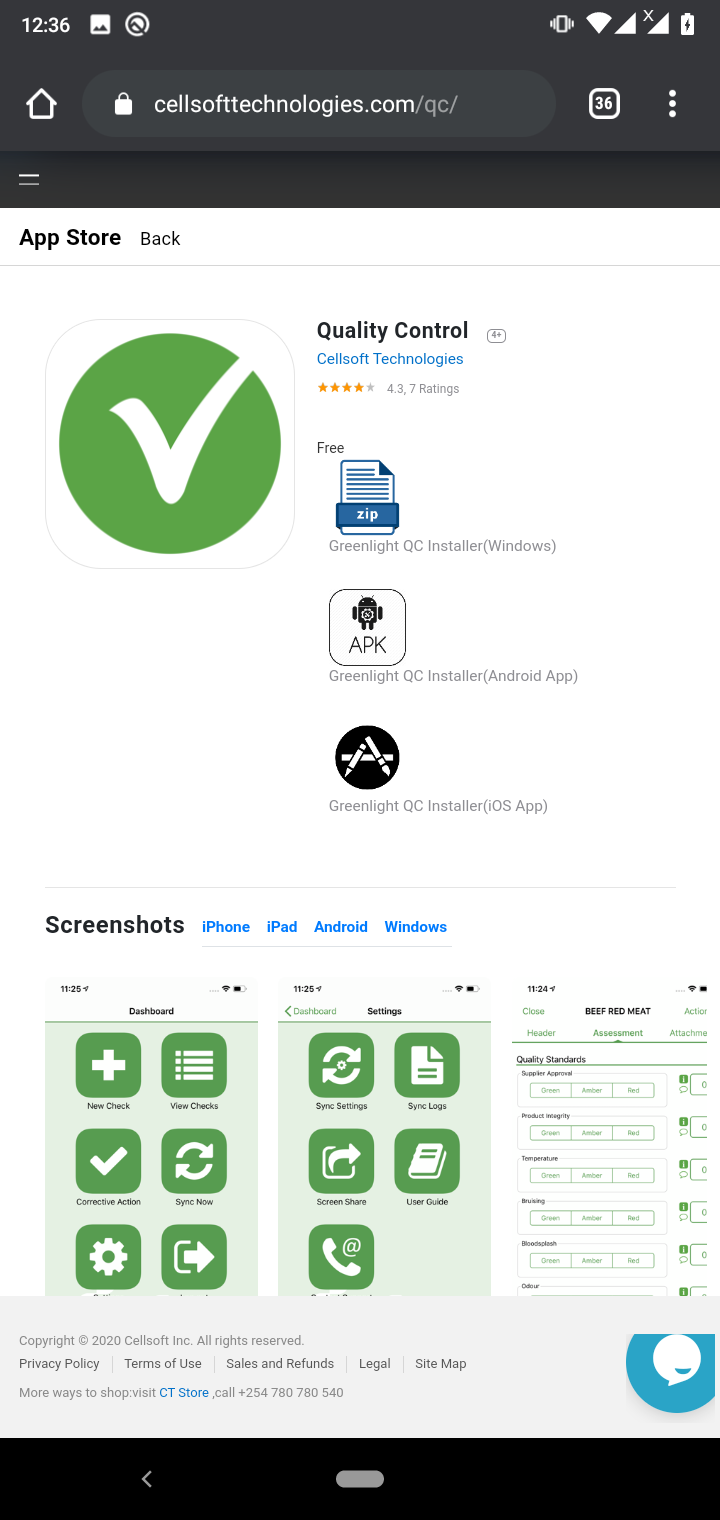 12:36
X
cellsofttechnologies.com/qc/
36
App Store Back
Quality Control 4+
Cellsoft Technologies
4.3, 7 Ratings
Free
zip
Greenlight QC Installer(Windows)
APK
Greenlight QC Installer(Android App)
Greenlight QC Installer(iOS App)
Screenshots iPhone iPad Android Windows
11:25
Dashboard
New Check View Checks
Corrective Action Sync Now
11:25
Dashboard Settings
Sync Settings Sync Logs
Screen Share User Guide
@
11:24
Close BEEF RED MEAT Action
Header Assessment Attachme
Quality Standards
Supplier Approval
Green Amber Red
Product Integrity
Green Amber Red
Temperature
Green Amber Red
Bruising
Green Amber Red
Bloodsplash
Green Amber Red
Odour
Copyright © 2020 Cellsoft Inc. All rights reserved.
Privacy Policy Terms of Use Sales and Refunds Legal Site Map
More ways to shop:visit CT Store ,call +254 780 780 540